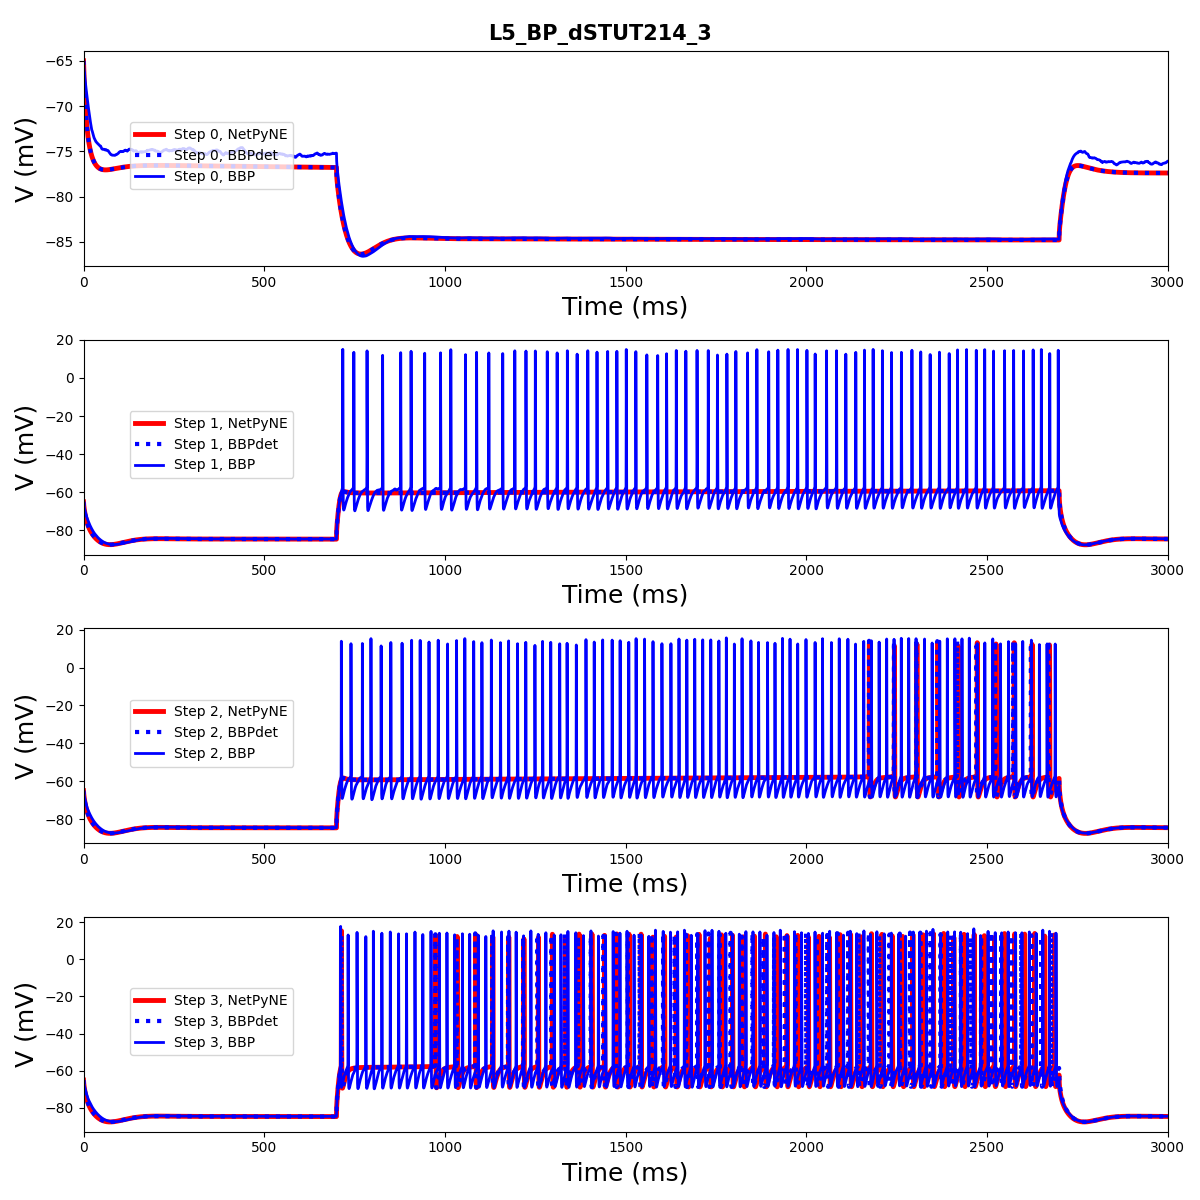 L5_BP_dSTUT214_3
−65
−70
−75
−80
−85
V (mV)
Step 0, NetPyNE
Step 0, BBPdet
Step 0, BBP
0 500 1000 1500 2000 2500 3000
Time (ms)
20
0
−20
−40
−60
−80
V (mV)
Step 1, NetPyNE
Step 1, BBPdet
Step 1, BBP
0 500 1000 1500 2000 2500 3000
Time (ms)
20
0
−20
−40
−60
−80
V (mV)
Step 2, NetPyNE
Step 2, BBPdet
Step 2, BBP
0 500 1000 1500 2000 2500 3000
Time (ms)
20
0
−20
−40
−60
−80
V (mV)
Step 3, NetPyNE
Step 3, BBPdet
Step 3, BBP
0 500 1000 1500 2000 2500 3000
Time (ms)